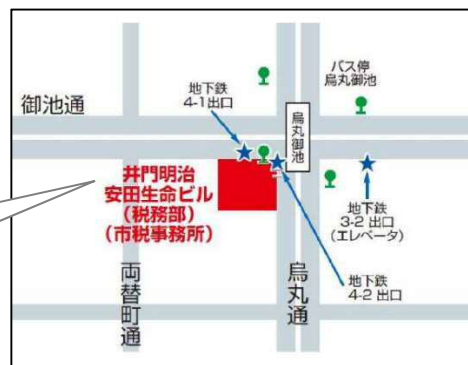 御池通
地下鉄
4-1出口
バス停
烏丸御池
烏丸御池
井門明治
安田生命ビル
(税務部)
(市税事務所)
地下鉄
3-2 出口
(エレベータ)
地下鉄
4-2 出口
両替町通
烏丸通